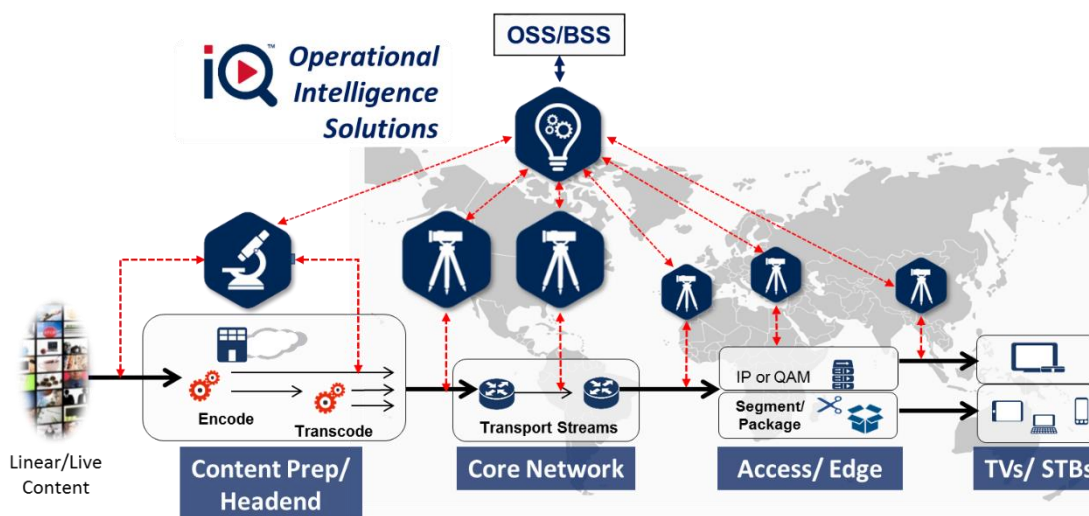 OSS/BSS
iQ™
Operational
Intelligence
Solutions
Encode
Transcode
Transport Streams
IP or QAM
Segment/
Package
Linear/Live
Content
Content Prep/
Headend
Core Network
Access/ Edge
TVs/ STBs